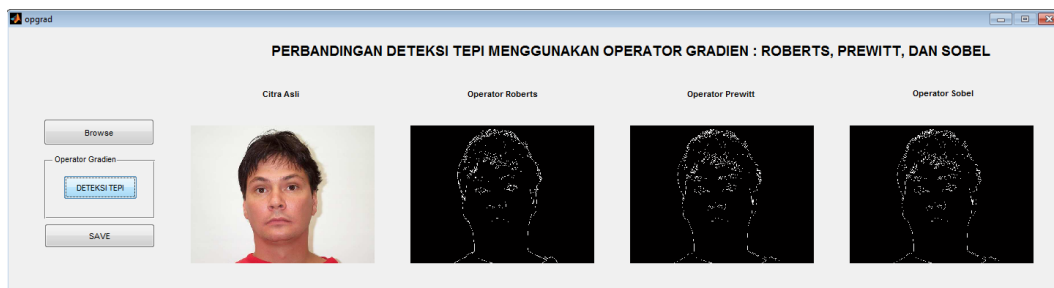 opgrad
PERBANDINGAN DETEKSI TEPI MENGGUNAKAN OPERATOR GRADIEN : ROBERTS, PREWITT, DAN SOBEL
Citra Asli
Operator Roberts
Operator Prewitt
Operator Sobel
Browse
Operator Gradien
DETEKSI TEPI
SAVE